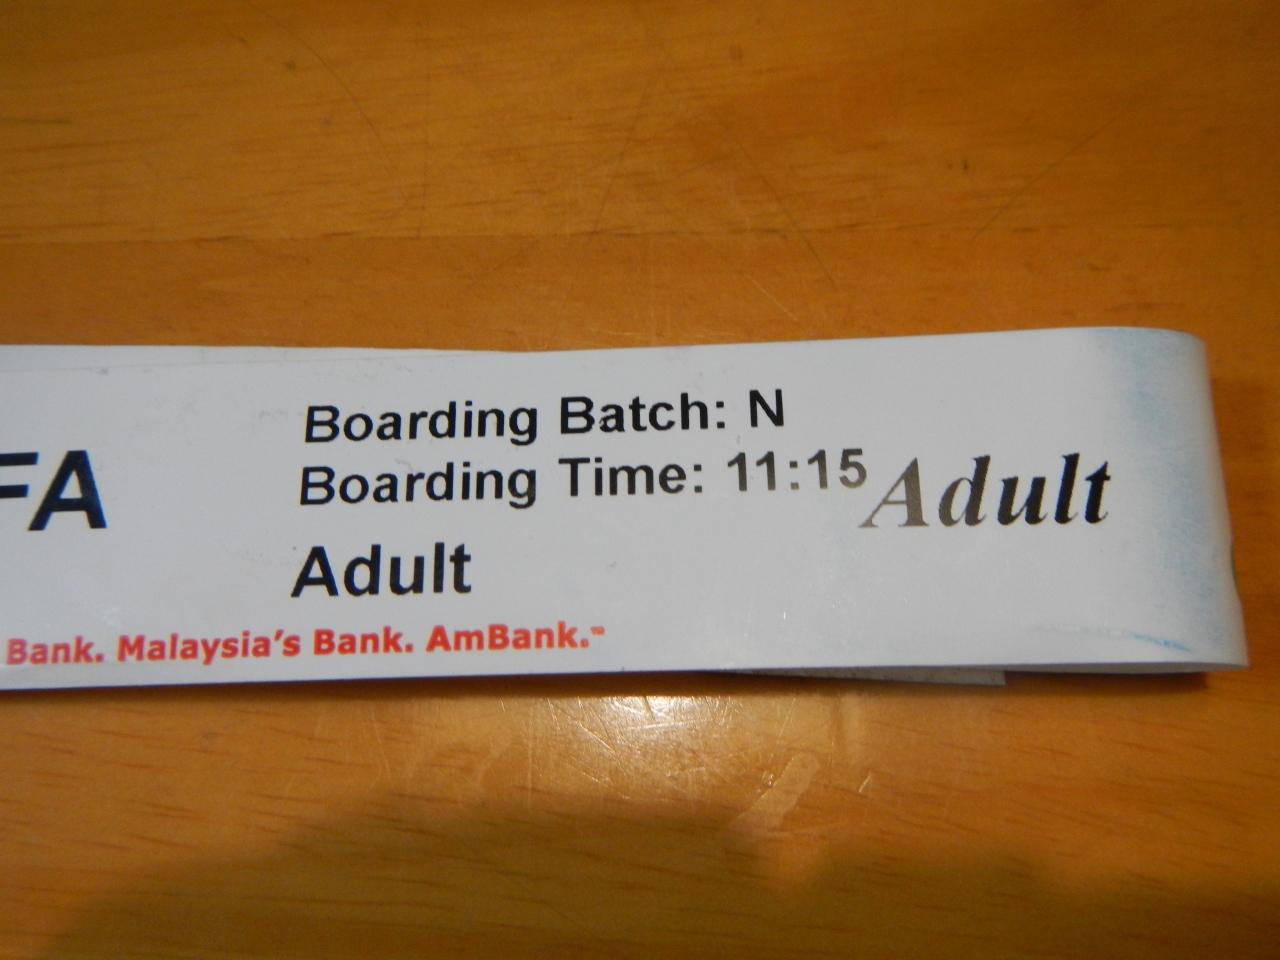 FA
Boarding Batch: N
Boarding Time: 11:15
Adult
Adult
Bank. Malaysia's Bank. AmBank.™